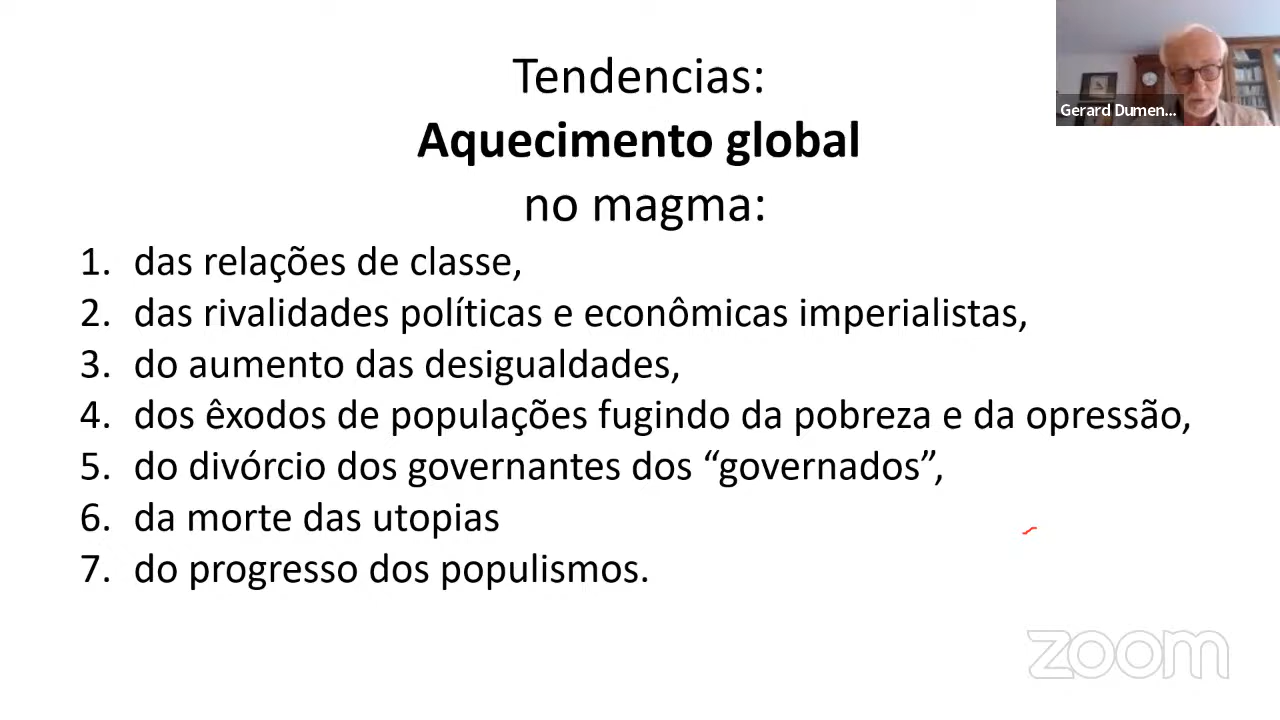 Tendencias:
Aquecimento global
no magma:
1. das relações de classe,
2. das rivalidades políticas e econômicas imperialistas,
3. do aumento das desigualdades,
4. dos êxodos de populações fugindo da pobreza e da opressão,
5. do divórcio dos governantes dos “governados”,
6. da morte das utopias
7. do progresso dos populismos.
Gerard Dumen...
zoom